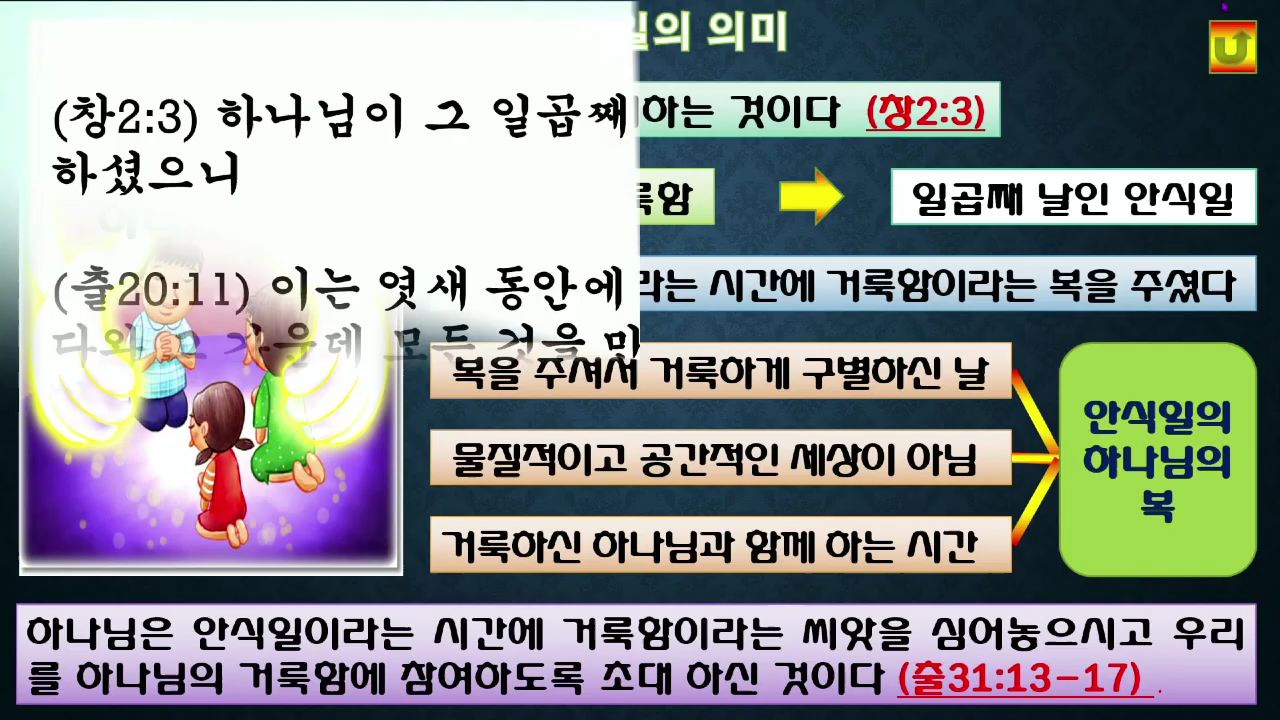 의 의미
(창2:3) 하나님이 그 일곱째
하는 것이다 (창2:3)
하셨으니
일곱째 날인 안식일
(출20:11) 이는 엿새 동안에
라는 시간에 거룩함이라는 복을 주셨다
모든 것을
복을 주셔서 거룩하게 구별하신 날
물질적이고 공간적인 세상이 아님
거룩하신 하나님과 함께 하는 시간
안식일의
하나님의
복
하나님은 안식일이라는 시간에 거룩함이라는 씨앗을 심어놓으시고 우리
를 하나님의 거룩함에 참여하도록 초대 하신 것이다 (출31:13-17) .